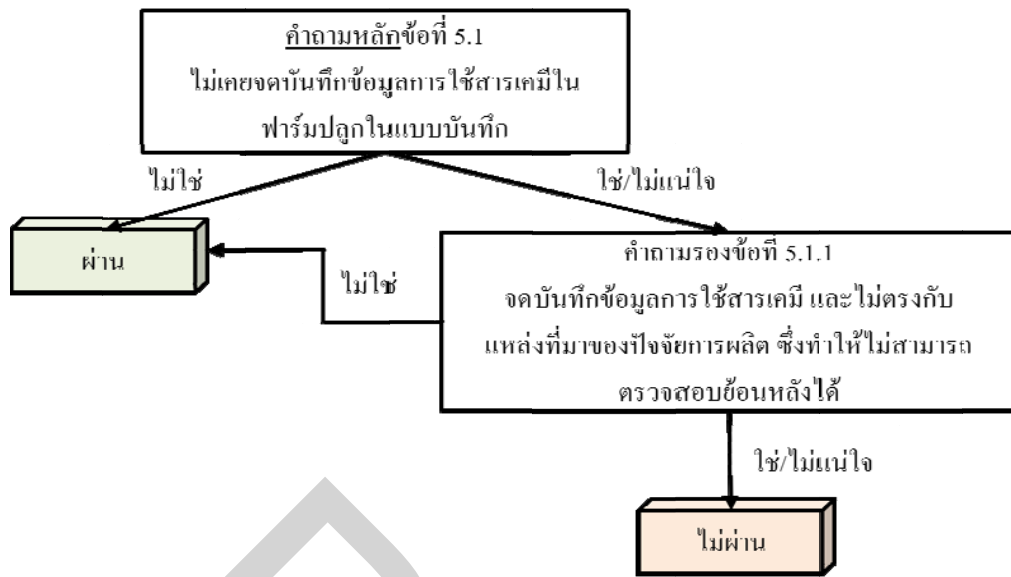 คำถามหลักข้อที่ 5.1
ไม่เคยจดบันทึกข้อมูลการใช้สารเคมีใน
ฟาร์มปลูกในแบบบันทึก
ไม่ใช่
ใช่/ไม่แน่ใจ
ผ่าน
ไม่ใช่
คำถามรองข้อที่ 5.1.1
จดบันทึกข้อมูลการใช้สารเคมี และไม่ตรงกับ
แหล่งที่มาของปัจจัยการผลิต ซึ่งทำให้ไม่สามารถ
ตรวจสอบย้อนหลังได้
ใช่/ไม่แน่ใจ
ไม่ผ่าน